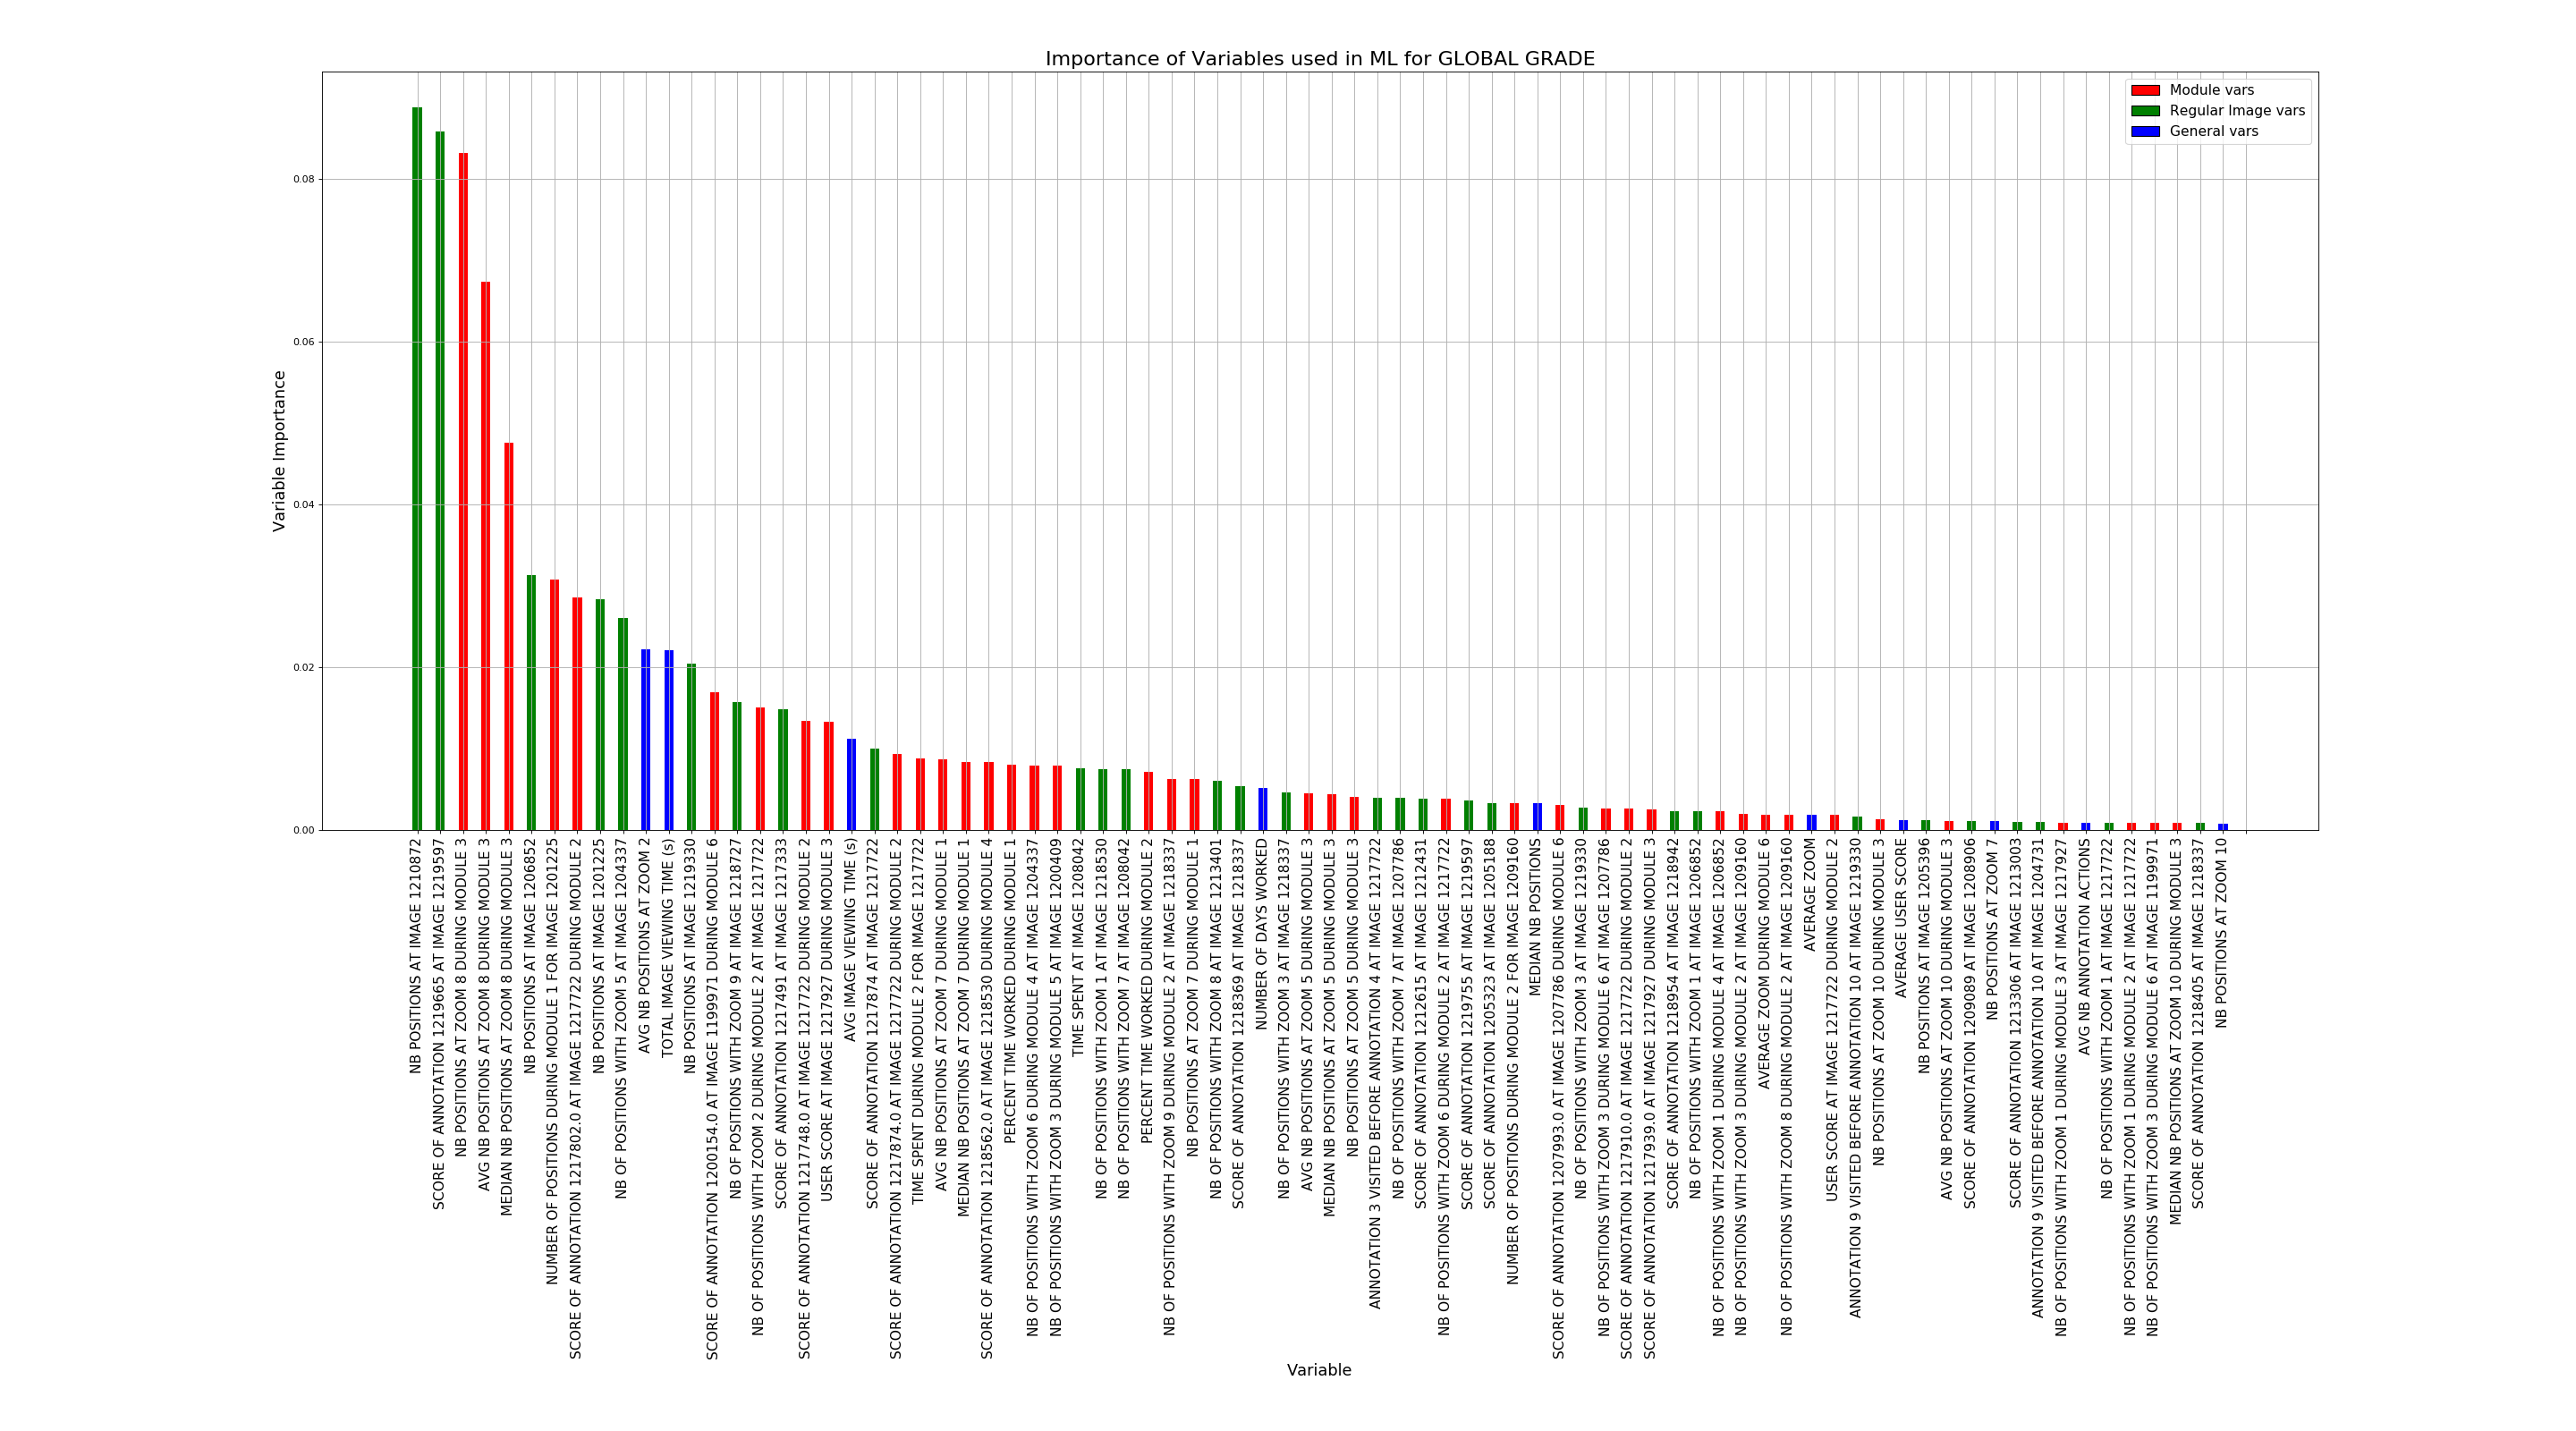 Importance of Variables used in ML for GLOBAL GRADE
Module vars
Regular Image vars
General vars
Variable Importance
0.08
0.06
0.04
0.02
0.00
NB POSITIONS AT IMAGE 1210872
SCORE OF ANNOTATION 1219665 AT IMAGE 1219597
NB POSITIONS AT ZOOM 8 DURING MODULE 3
AVG NB POSITIONS AT ZOOM 8 DURING MODULE 3
MEDIAN NB POSITIONS AT ZOOM 8 DURING MODULE 3
NB POSITIONS AT IMAGE 1206852
NUMBER OF POSITIONS DURING MODULE 1 FOR IMAGE 1201225
SCORE OF ANNOTATION 1217802.0 AT IMAGE 1217722 DURING MODULE 2
NB POSITIONS AT IMAGE 1201225
NB OF POSITIONS WITH ZOOM 5 AT IMAGE 1204337
AVG NB POSITIONS AT ZOOM 2
TOTAL IMAGE VIEWING TIME (s)
NB POSITIONS AT IMAGE 1219330
SCORE OF ANNOTATION 1200154.0 AT IMAGE 1199971 DURING MODULE 6
NB OF POSITIONS WITH ZOOM 9 AT IMAGE 1218727
NB OF POSITIONS WITH ZOOM 2 DURING MODULE 2 AT IMAGE 1217722
SCORE OF ANNOTATION 1217491 AT IMAGE 1217333
SCORE OF ANNOTATION 1217748.0 AT IMAGE 1217722 DURING MODULE 2
USER SCORE AT IMAGE 1217927 DURING MODULE 3
AVG IMAGE VIEWING TIME (s)
SCORE OF ANNOTATION 1217874 AT IMAGE 1217722
SCORE OF ANNOTATION 1217874.0 AT IMAGE 1217722 DURING MODULE 2
TIME SPENT DURING MODULE 2 FOR IMAGE 1217722
AVG NB POSITIONS AT ZOOM 7 DURING MODULE 1
MEDIAN NB POSITIONS AT ZOOM 7 DURING MODULE 1
SCORE OF ANNOTATION 1218562.0 AT IMAGE 1218530 DURING MODULE 4
PERCENT TIME WORKED DURING MODULE 1
NB OF POSITIONS WITH ZOOM 6 DURING MODULE 4 AT IMAGE 1204337
NB OF POSITIONS WITH ZOOM 3 DURING MODULE 5 AT IMAGE 1200409
TIME SPENT AT IMAGE 1208042
NB OF POSITIONS WITH ZOOM 1 AT IMAGE 1218530
NB OF POSITIONS WITH ZOOM 7 AT IMAGE 1208042
PERCENT TIME WORKED DURING MODULE 2
NB OF POSITIONS WITH ZOOM 9 DURING MODULE 2 AT IMAGE 1218337
NB POSITIONS AT ZOOM 7 DURING MODULE 1
NB OF POSITIONS WITH ZOOM 8 AT IMAGE 1213401
SCORE OF ANNOTATION 1218369 AT IMAGE 1218337
NUMBER OF DAYS WORKED
NB OF POSITIONS WITH ZOOM 3 AT IMAGE 1218337
AVG NB POSITIONS AT ZOOM 5 DURING MODULE 3
MEDIAN NB POSITIONS AT ZOOM 5 DURING MODULE 3
NB POSITIONS AT ZOOM 5 DURING MODULE 3
ANNOTATION 3 VISITED BEFORE ANNOTATION 4 AT IMAGE 1217722
NB OF POSITIONS WITH ZOOM 7 AT IMAGE 1207786
SCORE OF ANNOTATION 1212615 AT IMAGE 1212431
NB OF POSITIONS WITH ZOOM 6 DURING MODULE 2 AT IMAGE 1217722
SCORE OF ANNOTATION 1219755 AT IMAGE 1219597
SCORE OF ANNOTATION 1205323 AT IMAGE 1205188
NUMBER OF POSITIONS DURING MODULE 2 FOR IMAGE 1209160
MEDIAN NB POSITIONS
SCORE OF ANNOTATION 1207993.0 AT IMAGE 1207786 DURING MODULE 6
NB OF POSITIONS WITH ZOOM 3 AT IMAGE 1219330
NB OF POSITIONS WITH ZOOM 3 DURING MODULE 6 AT IMAGE 1207786
SCORE OF ANNOTATION 1217910.0 AT IMAGE 1217722 DURING MODULE 2
SCORE OF ANNOTATION 1217939.0 AT IMAGE 1217927 DURING MODULE 3
SCORE OF ANNOTATION 1218954 AT IMAGE 1218942
NB OF POSITIONS WITH ZOOM 1 AT IMAGE 1206852
NB OF POSITIONS WITH ZOOM 1 DURING MODULE 4 AT IMAGE 1206852
NB OF POSITIONS WITH ZOOM 3 DURING MODULE 2 AT IMAGE 1209160
AVERAGE ZOOM DURING MODULE 6
NB OF POSITIONS WITH ZOOM 8 DURING MODULE 2 AT IMAGE 1209160
AVERAGE ZOOM
USER SCORE AT IMAGE 1217722 DURING MODULE 2
ANNOTATION 9 VISITED BEFORE ANNOTATION 10 AT IMAGE 1219330
NB POSITIONS AT ZOOM 10 DURING MODULE 3
AVERAGE USER SCORE
NB POSITIONS AT IMAGE 1205396
AVG NB POSITIONS AT ZOOM 10 DURING MODULE 3
SCORE OF ANNOTATION 1209089 AT IMAGE 1208906
NB POSITIONS AT ZOOM 7
SCORE OF ANNOTATION 1213306 AT IMAGE 1213003
ANNOTATION 9 VISITED BEFORE ANNOTATION 10 AT IMAGE 1204731
NB OF POSITIONS WITH ZOOM 1 DURING MODULE 3 AT IMAGE 1217927
AVG NB ANNOTATION ACTIONS
NB OF POSITIONS WITH ZOOM 1 AT IMAGE 1217722
NB OF POSITIONS WITH ZOOM 1 DURING MODULE 2 AT IMAGE 1217722
NB OF POSITIONS WITH ZOOM 3 DURING MODULE 6 AT IMAGE 1199971
MEDIAN NB POSITIONS AT ZOOM 10 DURING MODULE 3
SCORE OF ANNOTATION 1218405 AT IMAGE 1218337
NB POSITIONS AT ZOOM 10
Variable